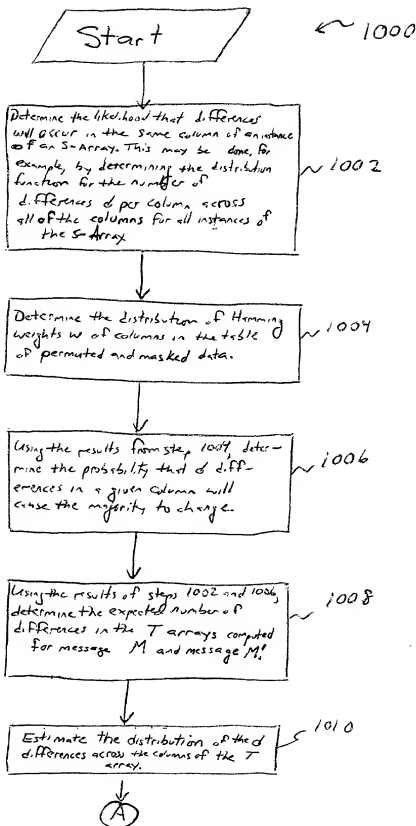 Start
1000
Determine the likelihood that differences
will occur in the same column of an instance
of an S-Array. This may be done, for
example, by determining the distribution
function for the number of
differences d per column across
all of the columns for all instances of
the S-Array
1002
Determine the distribution of Hamming
weights w of columns in the table
of permuted and masked data.
1004
Using the results from step 1004, deter-
mine the probability that d diff-
erences in a given column will
cause the majority to change.
1006
Using the results of steps 1002 and 1006,
determine the expected number of
differences in the T arrays computed
for message M and message M'.
1008
Estimate the distribution of the d
differences across the columns of the T
array.
1010
A